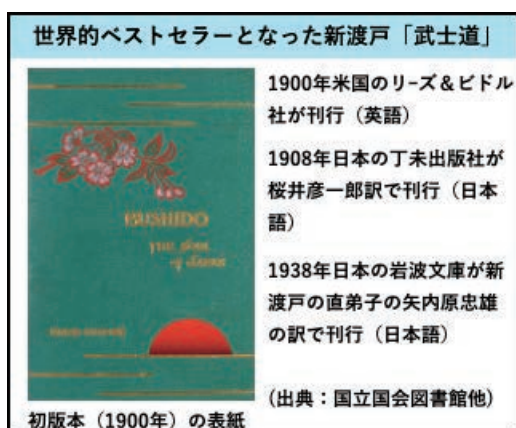 世界的ベストセラーとなった新渡戸「武士道」
1900年米国のリーズ&ビドル
社が刊行（英語）
1908年日本の丁未出版社が
桜井彦一郎訳で刊行（日本
語）
1938年日本の岩波文庫が新
渡戸の直弟子の矢内原忠雄
の訳で刊行（日本語）
(出典：国立国会図書館他)
BUSHIDO
THE SOUL
初版本（1900年）の表紙